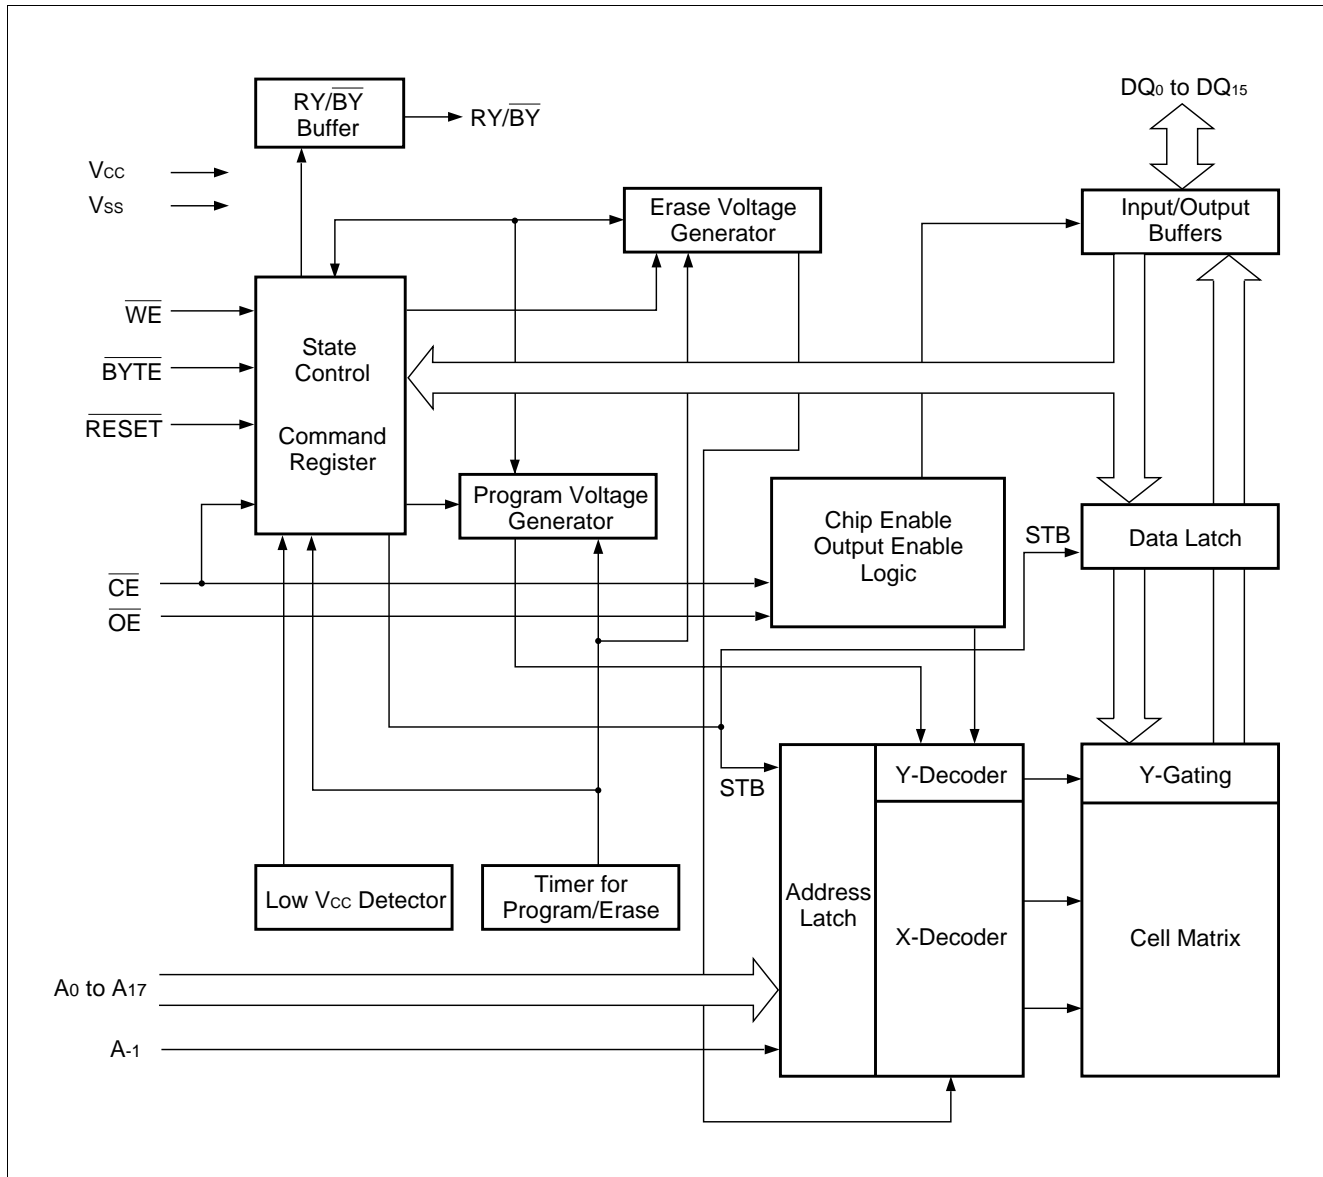 RY/BY
Buffer
RY/BY
DQ0 to DQ15
VCC
VSS
Erase Voltage
Generator
Input/Output
Buffers
WE
BYTE
RESET
State
Control
Command
Register
Program Voltage
Generator
Chip Enable
Output Enable
Logic
STB
Data Latch
CE
OE
STB
Y-Decoder
Y-Gating
Low VCC Detector
Timer for
Program/Erase
Address
Latch
X-Decoder
Cell Matrix
A0 to A17
A-1